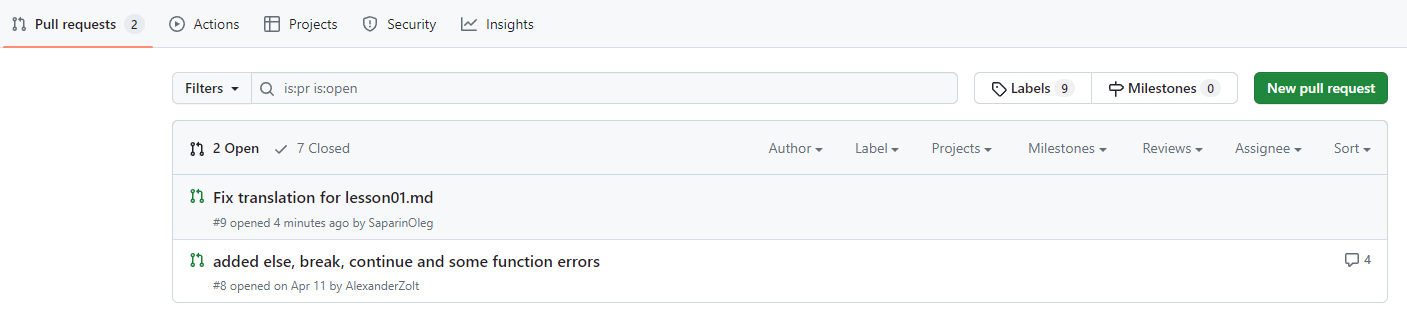 Pull requests 2 Actions Projects Security Insights
Filters is:pr is:open Labels 9 Milestones 0 New pull request
2 Open 7 Closed Author Label Projects Milestones Reviews Assignee Sort
Fix translation for lesson01.md
#9 opened 4 minutes ago by SaparinOleg
added else, break, continue and some function errors 4
#8 opened on Apr 11 by AlexanderZolt